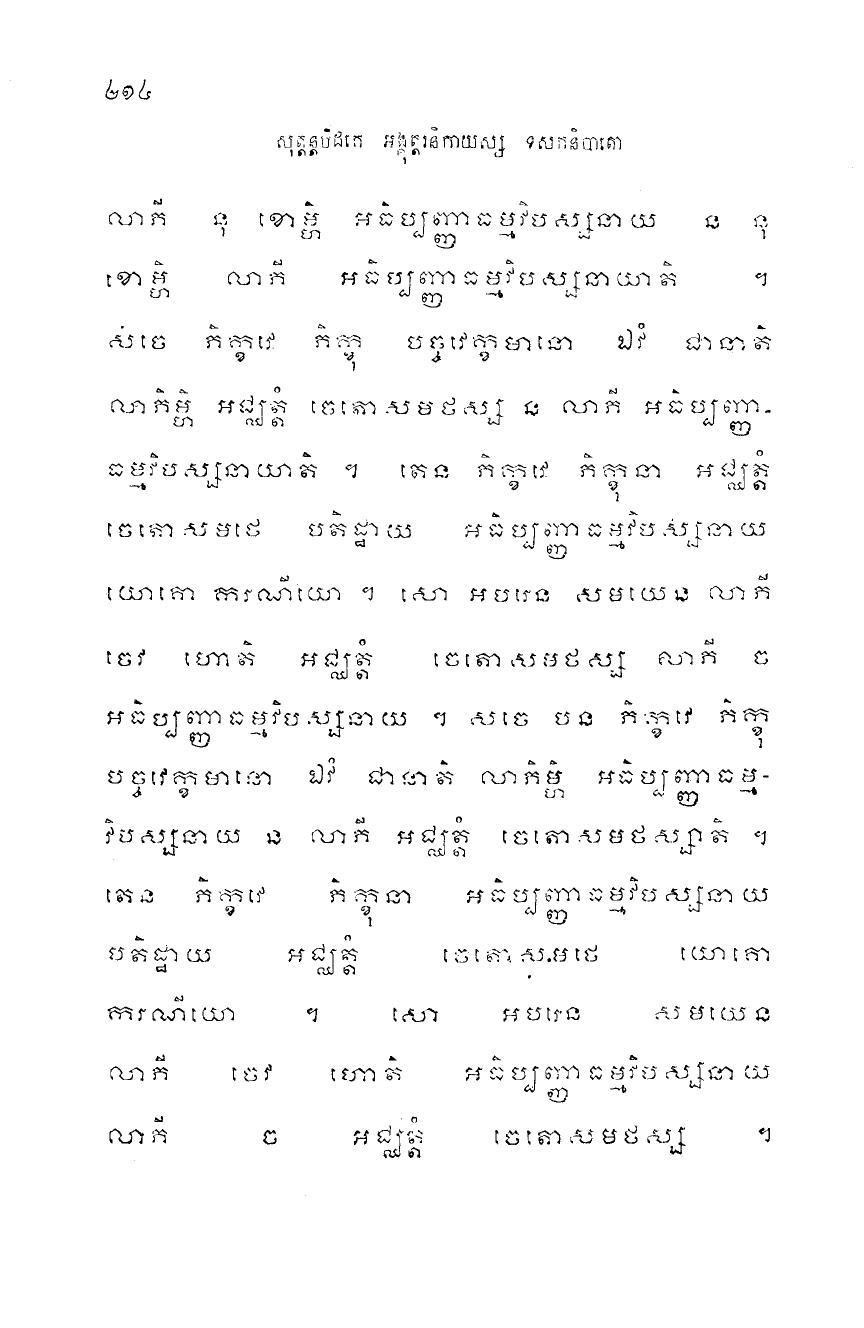 ២១៤
សុត្តន្តបិដកេ អង្គុត្តរនិកាយស្ស ទសកនិបាតោ
លាភី នុ ខោម្ហិ អធិប្បញ្ញាធម្មវិបស្សនាយ ន នុ
ខោម្ហិ លាភី អធិប្បញ្ញាធម្មវិបស្សនាយាតិ ។
សចេ ភិក្ខវេ ភិក្ខុ បច្ចវេក្ខមានោ ឯវំ ជានាតិ
លាភិម្ហិ អជ្ឈត្តំ ចេតោសមថស្ស ន លាភី អធិប្បញ្ញា-
ធម្មវិបស្សនាយាតិ ។ តេន ភិក្ខវេ ភិក្ខុនា អជ្ឈត្តំ
ចេតោសមថេ បតិដ្ឋាយ អធិប្បញ្ញាធម្មវិបស្សនាយ
យោគោ ករណីយោ ។ សោ អបរេន សមយេន លាភី
ចេវ ហោតិ អជ្ឈត្តំ ចេតោសមថស្ស លាភី ច
អធិប្បញ្ញាធម្មវិបស្សនាយ ។ សចេ បន ភិក្ខវេ ភិក្ខុ
បច្ចវេក្ខមានោ ឯវំ ជានាតិ លាភិម្ហិ អធិប្បញ្ញាធម្ម-
វិបស្សនាយ ន លាភី អជ្ឈត្តំ ចេតោសមថស្សាតិ ។
តេន ភិក្ខវេ ភិក្ខុនា អធិប្បញ្ញាធម្មវិបស្សនាយ
បតិដ្ឋាយ អជ្ឈត្តំ ចេតោសមថេ យោគោ
ករណីយោ ។ សោ អបរេន សមយេន
លាភី ចេវ ហោតិ អធិប្បញ្ញាធម្មវិបស្សនាយ
លាភី ច អជ្ឈត្តំ ចេតោសមថស្ស ។